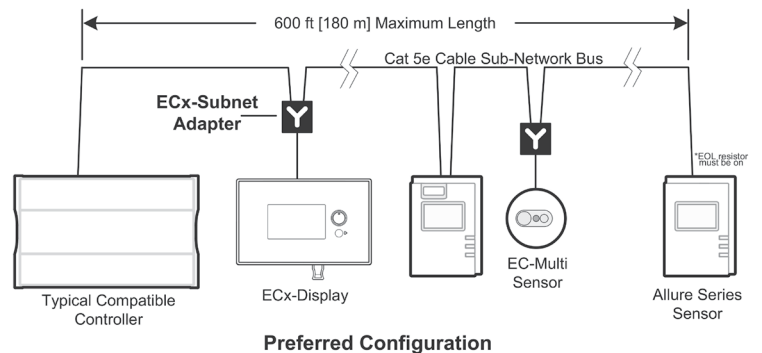 600 ft [180 m] Maximum Length
Cat 5e Cable Sub-Network Bus
ECx-Subnet
Adapter
*EOL resistor
must be on
Typical Compatible
Controller
ECx-Display
EC-Multi
Sensor
Allure Series
Sensor
Preferred Configuration